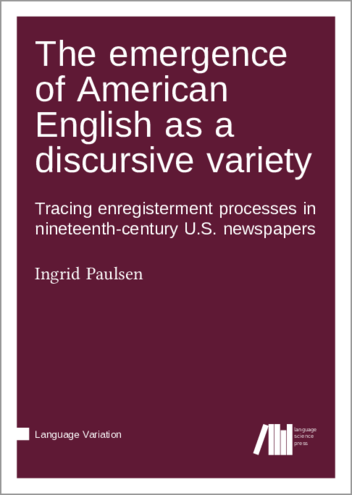 The emergence
of American
English as a
discursive variety
Tracing enregisterment processes in
nineteenth-century U.S. newspapers
Ingrid Paulsen
Language Variation
language
science
press